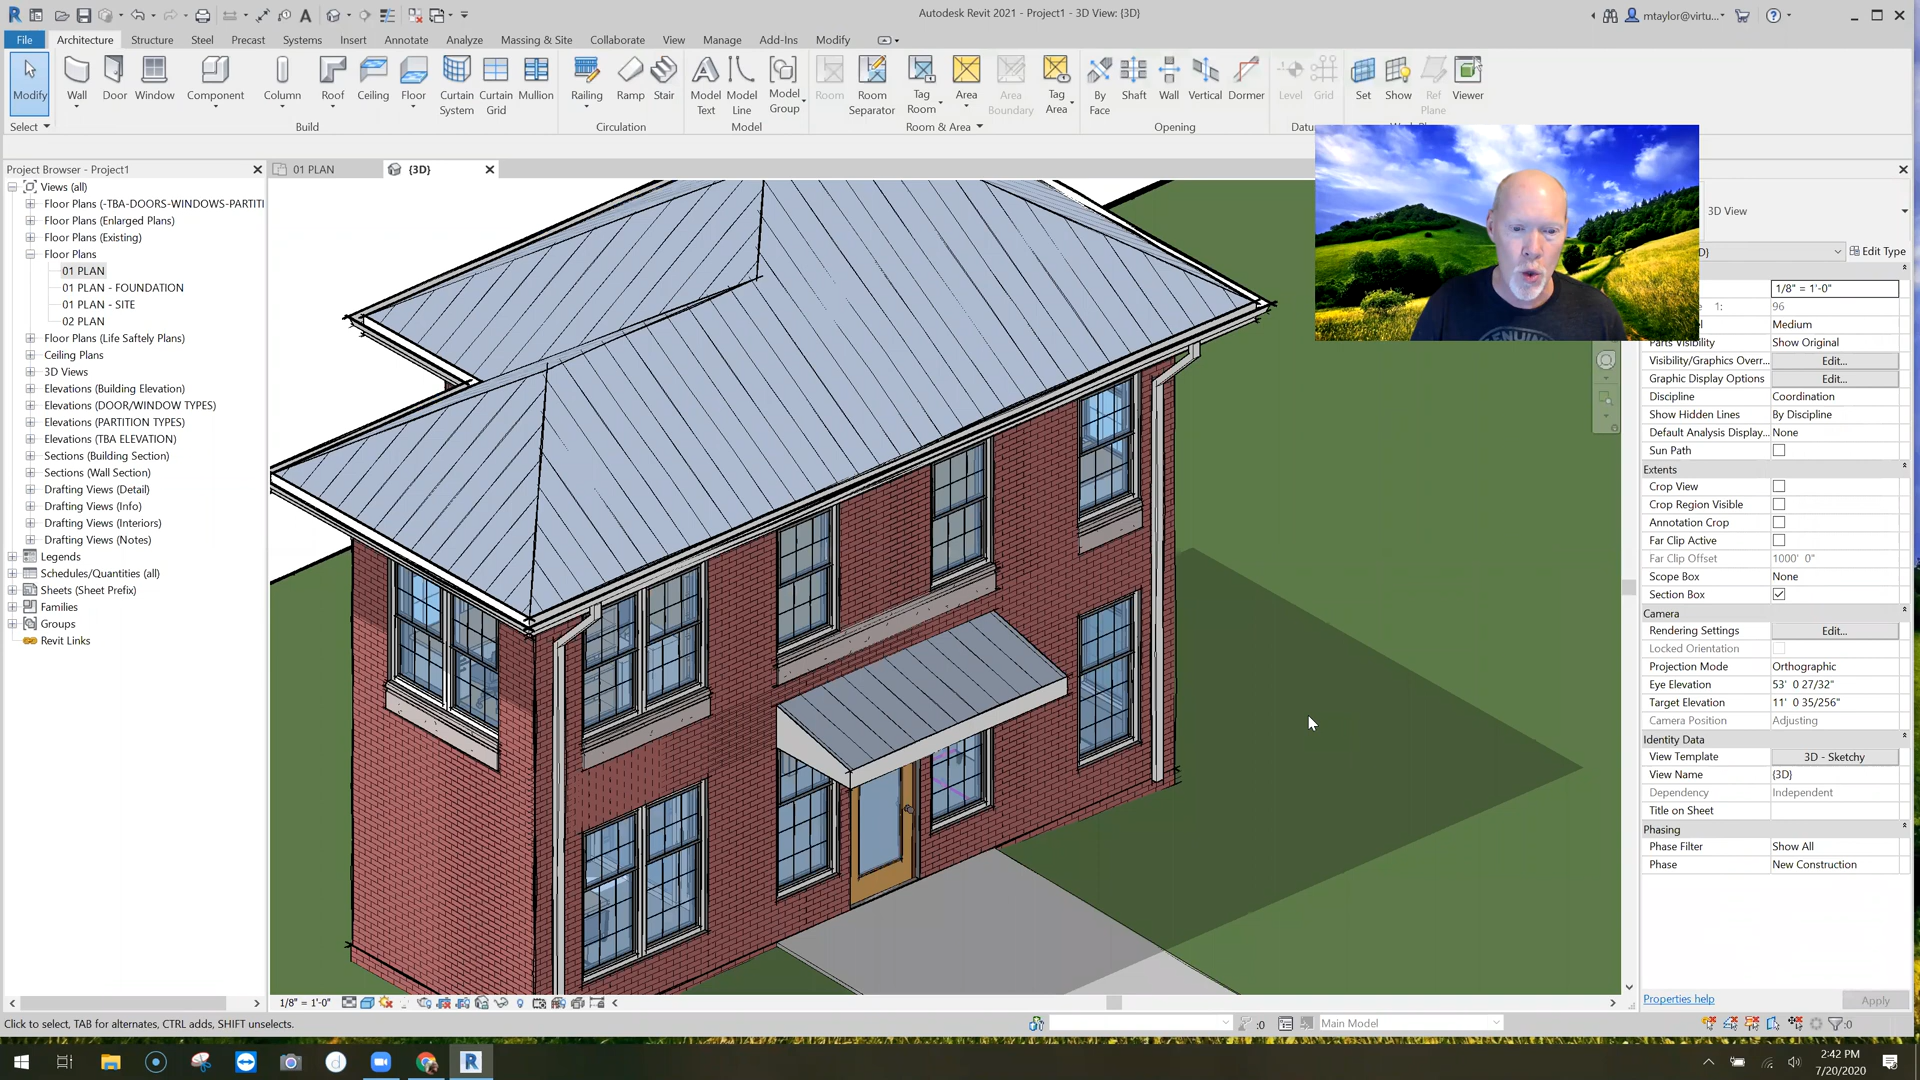 Autodesk Revit 2021 - Project1 - 3D View: {3D}
mtaylor@virtu...
File Architecture Structure Steel Precast Systems Insert Annotate Analyze Massing & Site Collaborate View Manage Add-Ins Modify
Modify Wall Door Window Component Column Roof Ceiling Floor Curtain System Curtain Grid Mullion Railing Ramp Stair Model Text Model Line Model Group Room Room Separator Tag Room Area Area Boundary Tag Area By Face Shaft Wall Vertical Dormer Level Grid Set Show Ref Plane Viewer
Select Build Circulation Model Room & Area Opening Datu
Project Browser - Project1
01 PLAN {3D}
Views (all)
Floor Plans (-TBA-DOORS-WINDOWS-PARTITI
Floor Plans (Enlarged Plans)
Floor Plans (Existing)
Floor Plans
01 PLAN
01 PLAN - FOUNDATION
01 PLAN - SITE
02 PLAN
Floor Plans (Life Saftely Plans)
Ceiling Plans
3D Views
Elevations (Building Elevation)
Elevations (DOOR/WINDOW TYPES)
Elevations (PARTITION TYPES)
Elevations (TBA ELEVATION)
Sections (Building Section)
Sections (Wall Section)
Drafting Views (Detail)
Drafting Views (Info)
Drafting Views (Interiors)
Drafting Views (Notes)
Legends
Schedules/Quantities (all)
Sheets (Sheet Prefix)
Families
Groups
Revit Links
GENUINE
3D View
Edit Type
1/8" = 1'-0"
1: 96
Medium
Parts Visibility Show Original
Visibility/Graphics Overr... Edit...
Graphic Display Options Edit...
Discipline Coordination
Show Hidden Lines By Discipline
Default Analysis Display... None
Sun Path
Extents
Crop View
Crop Region Visible
Annotation Crop
Far Clip Active
Far Clip Offset 1000' 0"
Scope Box None
Section Box
Camera
Rendering Settings Edit...
Locked Orientation
Projection Mode Orthographic
Eye Elevation 53' 0 27/32"
Target Elevation 11' 0 35/256"
Camera Position Adjusting
Identity Data
View Template 3D - Sketchy
View Name {3D}
Dependency Independent
Title on Sheet
Phasing
Phase Filter Show All
Phase New Construction
Properties help Apply
1/8" = 1'-0"
Click to select, TAB for alternates, CTRL adds, SHIFT unselects.
:0 Main Model :0
2:42 PM
7/20/2020